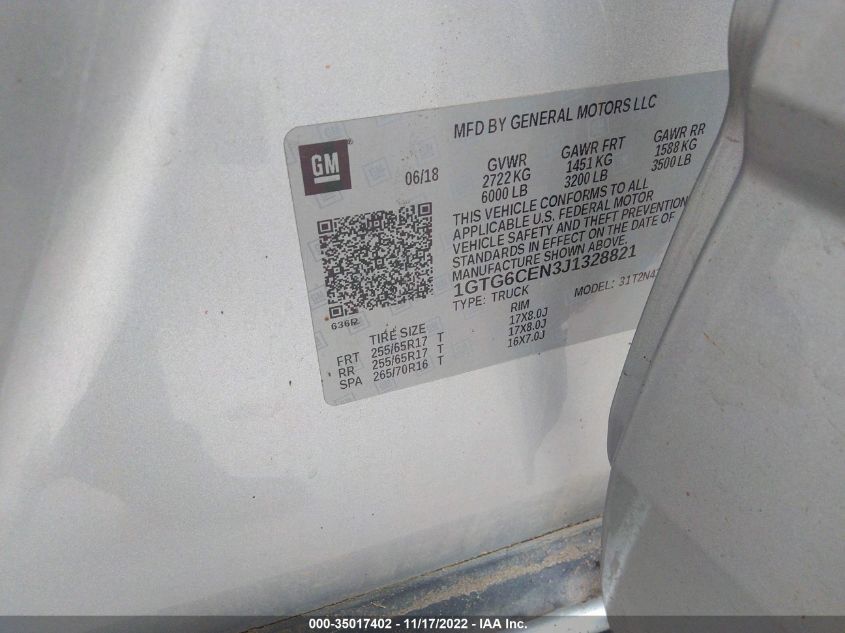 MFD BY GENERAL MOTORS LLC
GM
06/18
GVWR GAWR FRT GAWR RR
2722 KG 1451 KG 1588 KG
6000 LB 3200 LB 3500 LB
THIS VEHICLE CONFORMS TO ALL
APPLICABLE U.S. FEDERAL MOTOR
VEHICLE SAFETY AND THEFT PREVENTION
STANDARDS IN EFFECT ON THE DATE OF
MANUFACTURE SHOWN ABOVE.
1GTG6CEN3J1328821
TYPE: TRUCK MODEL: 31T2N4
636R
TIRE SIZE RIM
FRT 255/65R17 T 17X8.0J
RR 255/65R17 T 17X8.0J
SPA 265/70R16 T 16X7.0J
000-35017402 - 11/17/2022 - IAA Inc.